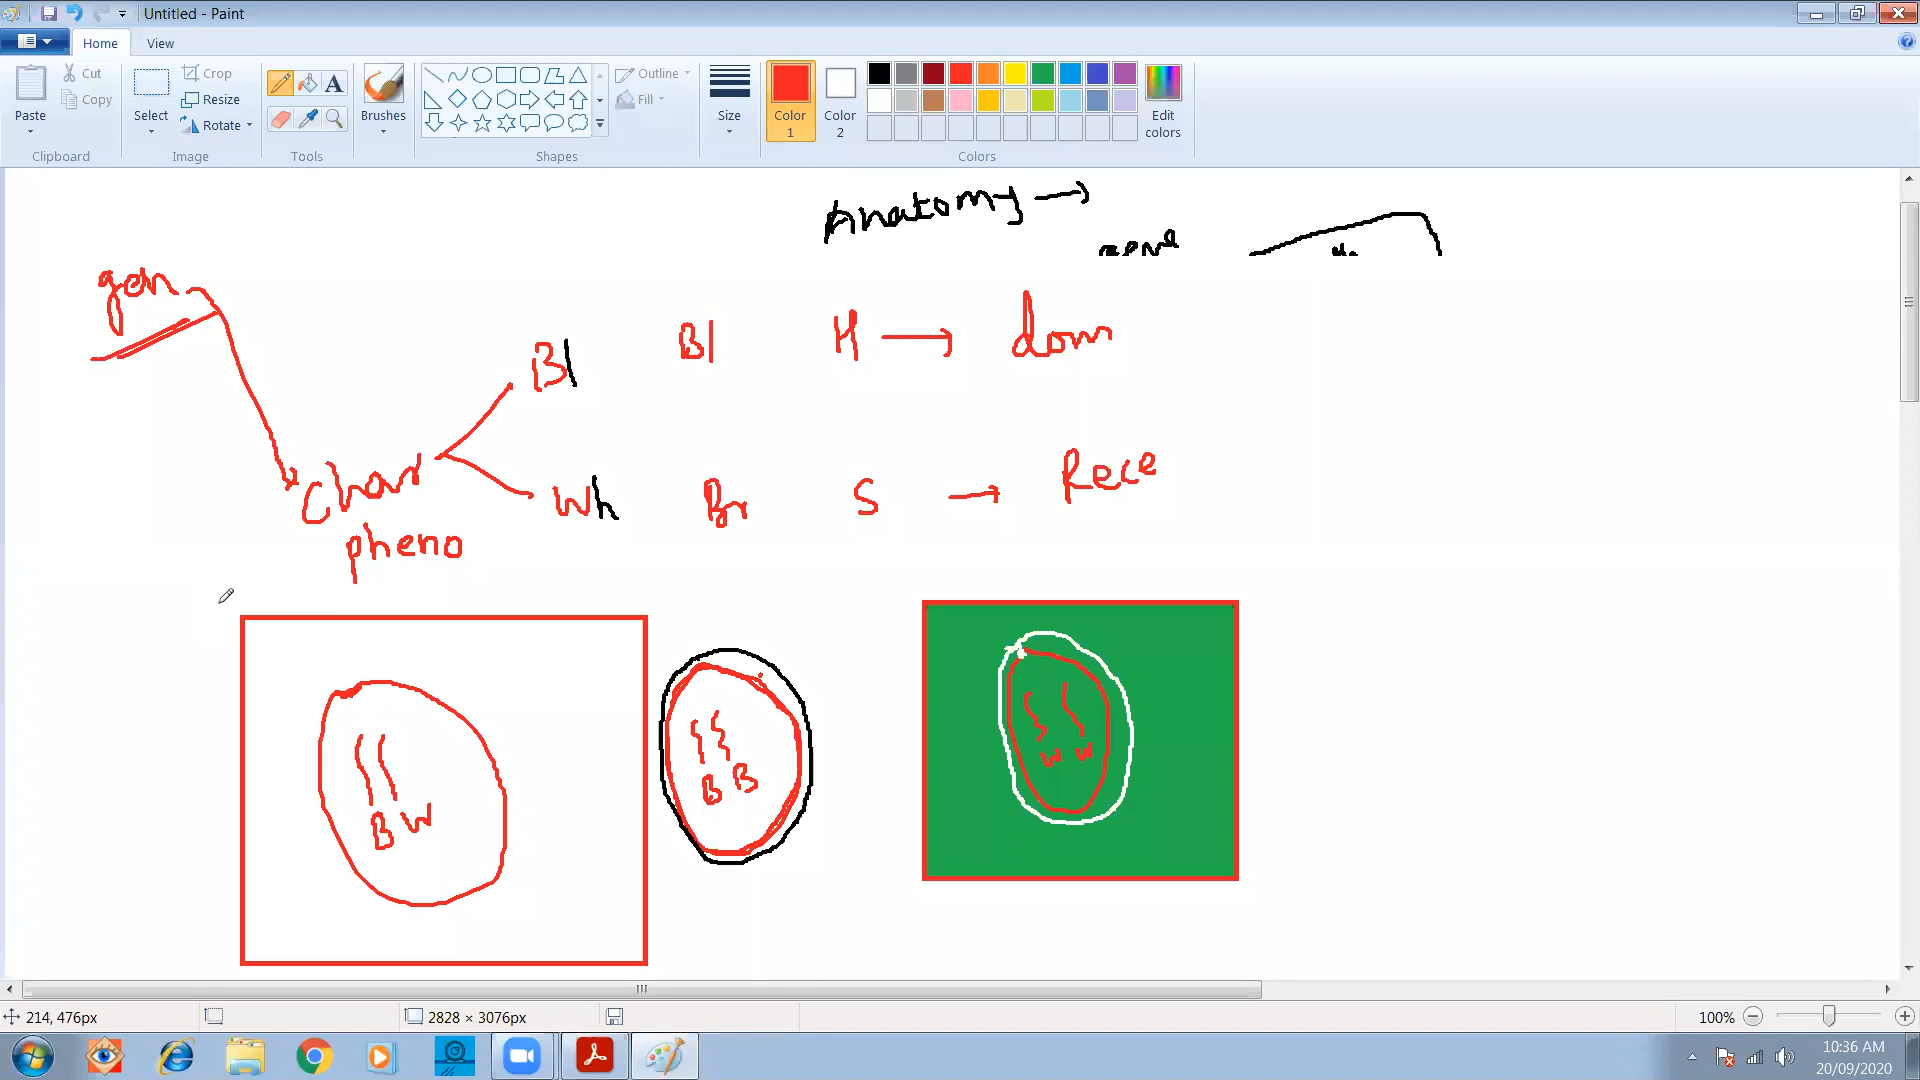 Untitled - Paint
Home View
Paste
Cut
Copy
Clipboard
Select
Crop
Resize
Rotate
Image
Tools
Brushes
Shapes
Outline
Fill
Size
Color 1
Color 2
Edit colors
Colors
Anatomy →
gen
Bl Bl H → dom
Char
Wh Br S → Rece
pheno
B W
B B
W W
214, 476px
2828 × 3076px
100%
10:36 AM
20/09/2020